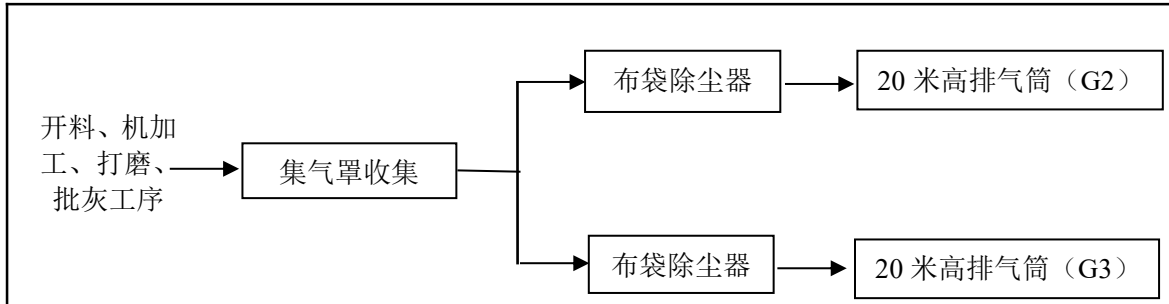 开料、机加
工、打磨、
批灰工序
集气罩收集
布袋除尘器
20 米高排气筒（G2）
布袋除尘器
20 米高排气筒（G3）